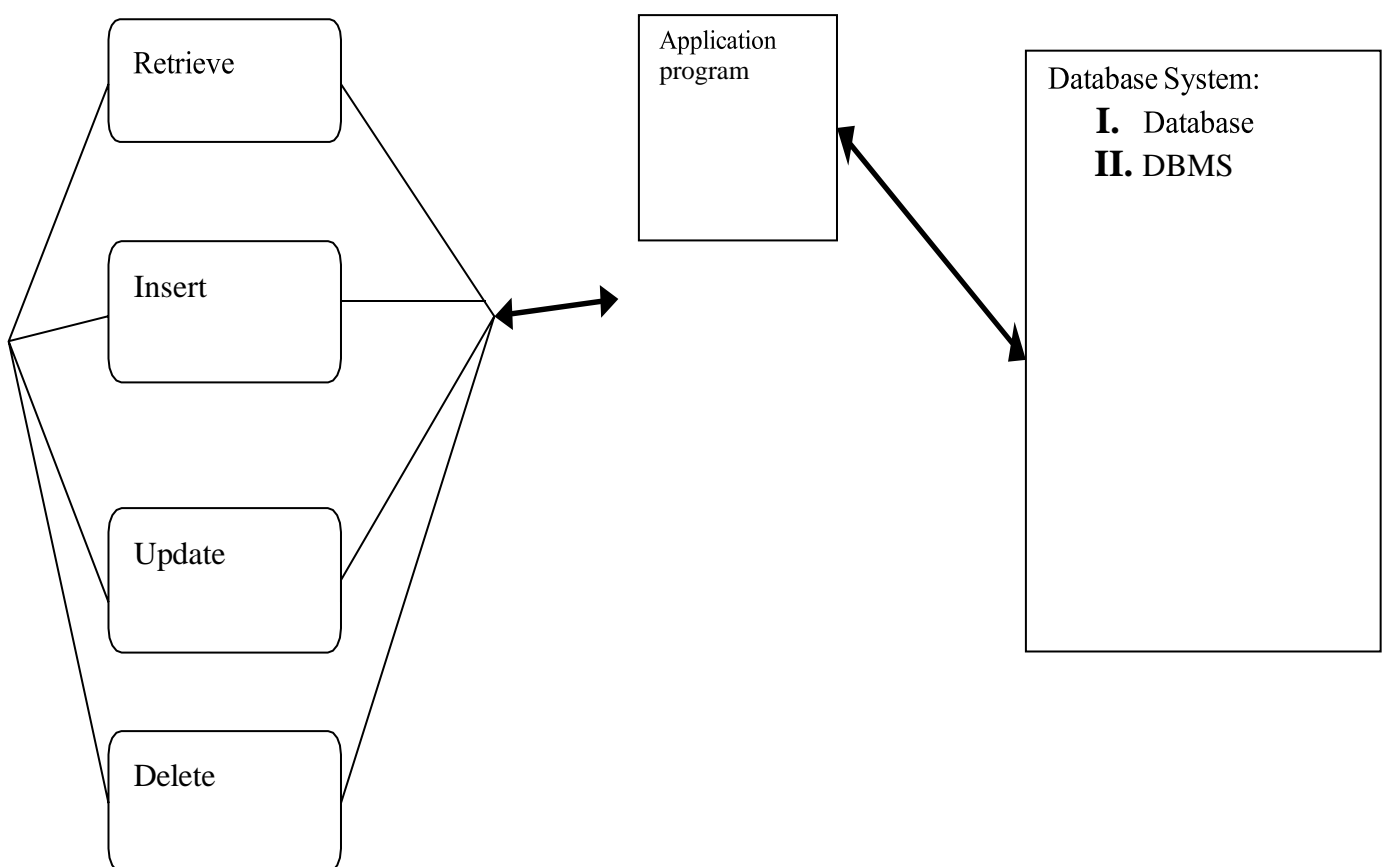 Retrieve
Insert
Update
Delete
Application
program
Database System:
I. Database
II. DBMS